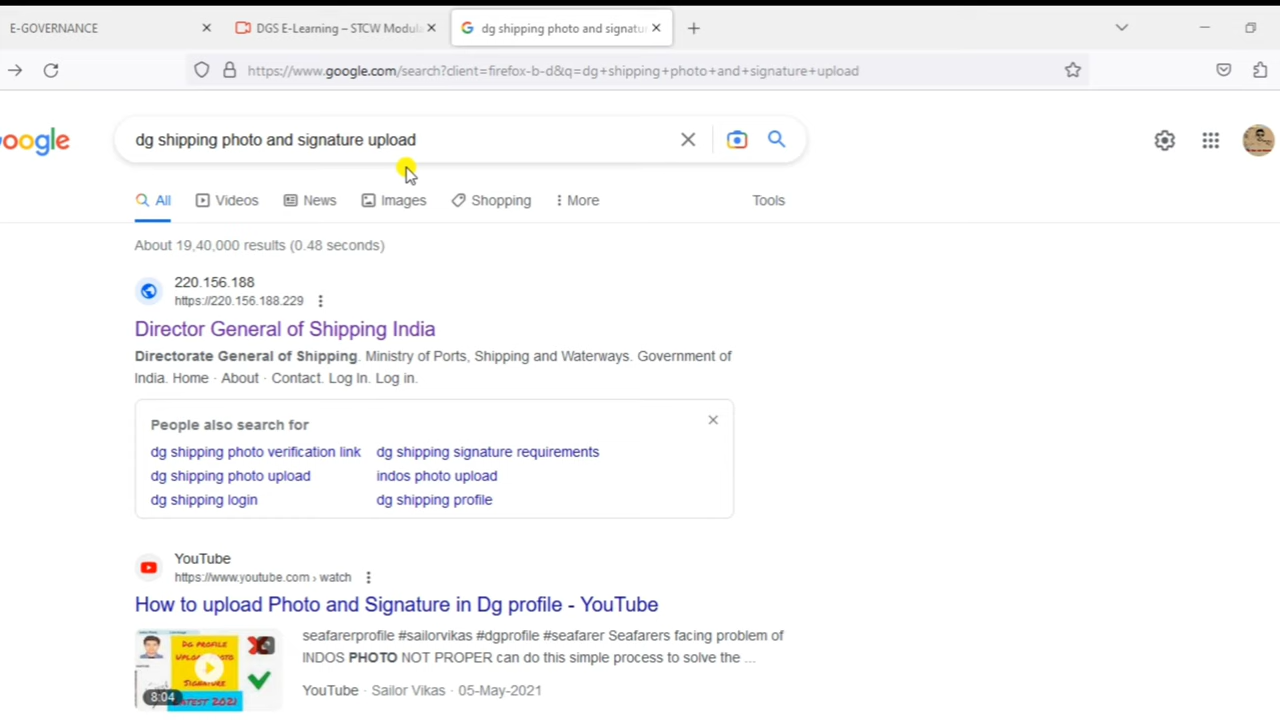 E-GOVERNANCE
DGS E-Learning – STCW Modula
dg shipping photo and signatu
https://www.google.com/search?client=firefox-b-d&q=dg+shipping+photo+and+signature+upload
oogle
dg shipping photo and signature upload
All Videos News Images Shopping More Tools
About 19,40,000 results (0.48 seconds)
220.156.188
https://220.156.188.229
Director General of Shipping India
Directorate General of Shipping. Ministry of Ports, Shipping and Waterways. Government of
India. Home · About · Contact. Log In. Log in.
People also search for
dg shipping photo verification link dg shipping signature requirements
dg shipping photo upload indos photo upload
dg shipping login dg shipping profile
YouTube
https://www.youtube.com › watch
How to upload Photo and Signature in Dg profile - YouTube
seafarerprofile #sailorvikas #dgprofile #seafarer Seafarers facing problem of
INDOS PHOTO NOT PROPER can do this simple process to solve the ...
DG PROFILE
SIGNATURE
LATEST 2021
8:04
YouTube · Sailor Vikas · 05-May-2021